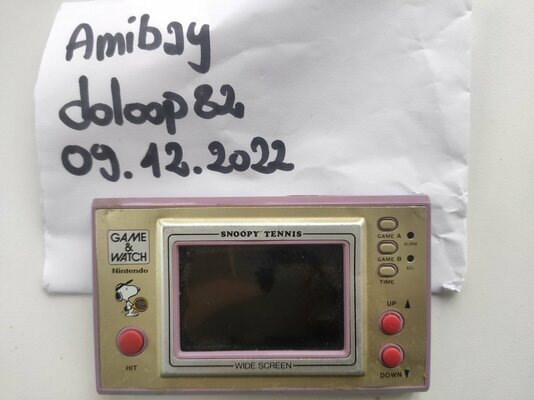 Amibay
doloop82
09.12.2022
GAME
&
WATCH
Nintendo
SNOOPY TENNIS
GAME A
ALARM
GAME B
ACL
TIME
UP
HIT
WIDE SCREEN
DOWN